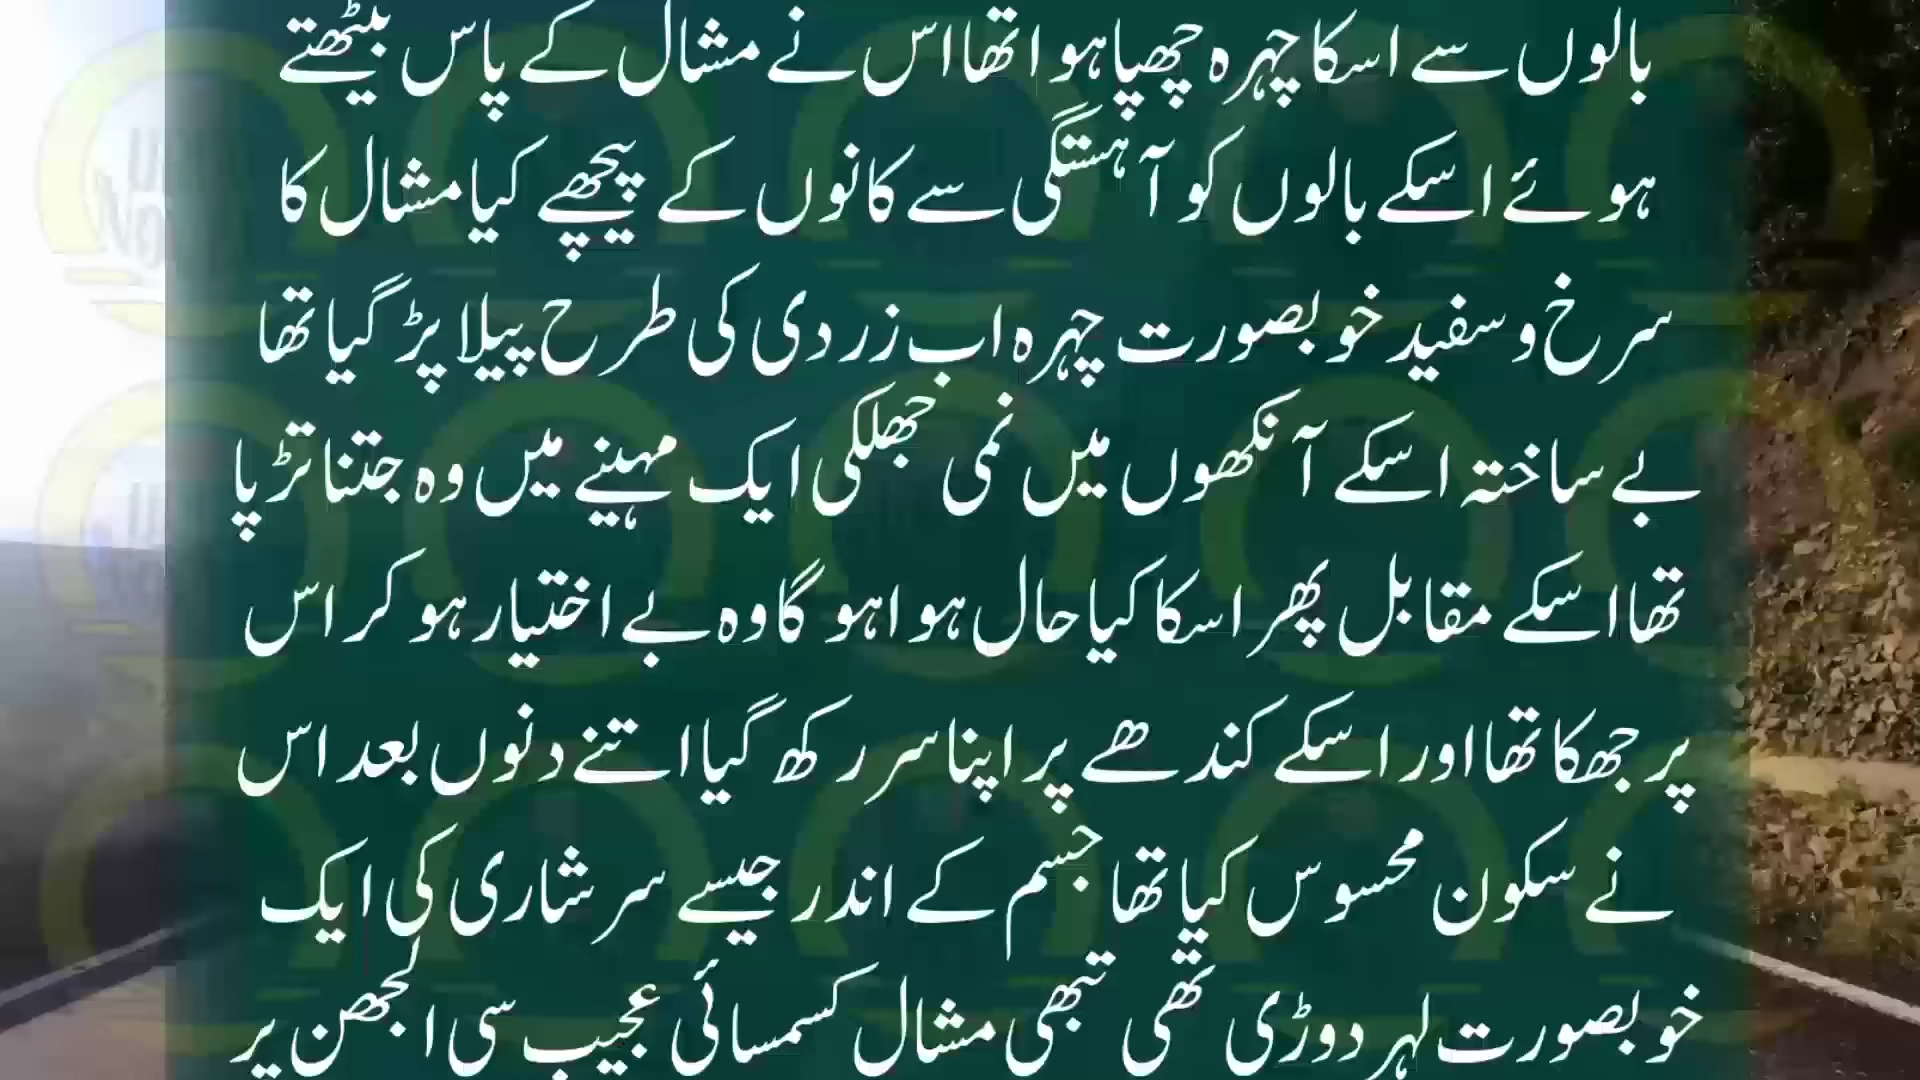 بالوں سے اسکا چہرہ چھپا ہوا تھا اس نے مشال کے پاس بیٹھتے
ہوئے اسکے بالوں کو آہستگی سے کانوں کے پیچھے کیا مشال کا
سرخ و سفید خوبصورت چہرہ اب زردی کی طرح پیلا پڑ گیا تھا
بے ساختہ اسکے آنکھوں میں نمی جھلکی ایک مہینے میں وہ جتنا تڑپا
تھا اسکے مقابل پھر اسکا کیا حال ہوا ہو گا وہ بے اختیار ہو کر اس
پر جھکا تھا اور اسکے کندھے پر اپنا سر رکھ گیا اتنے دنوں بعد اس
نے سکون محسوس کیا تھا جسم کے اندر جیسے سرشاری کی ایک
خوبصورت لہر دوڑی تھی تبھی مشال کسمسائی عجیب سی الجھن پر